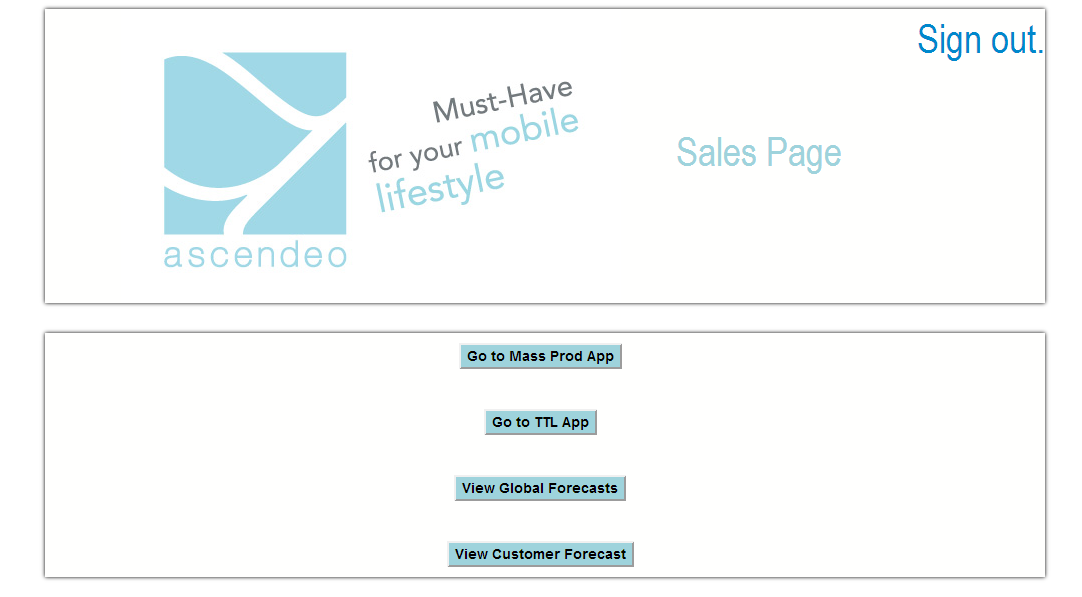 Sign out.
Must-Have
for your mobile
lifestyle
Sales Page
ascendeo
Go to Mass Prod App
Go to TTL App
View Global Forecasts
View Customer Forecast